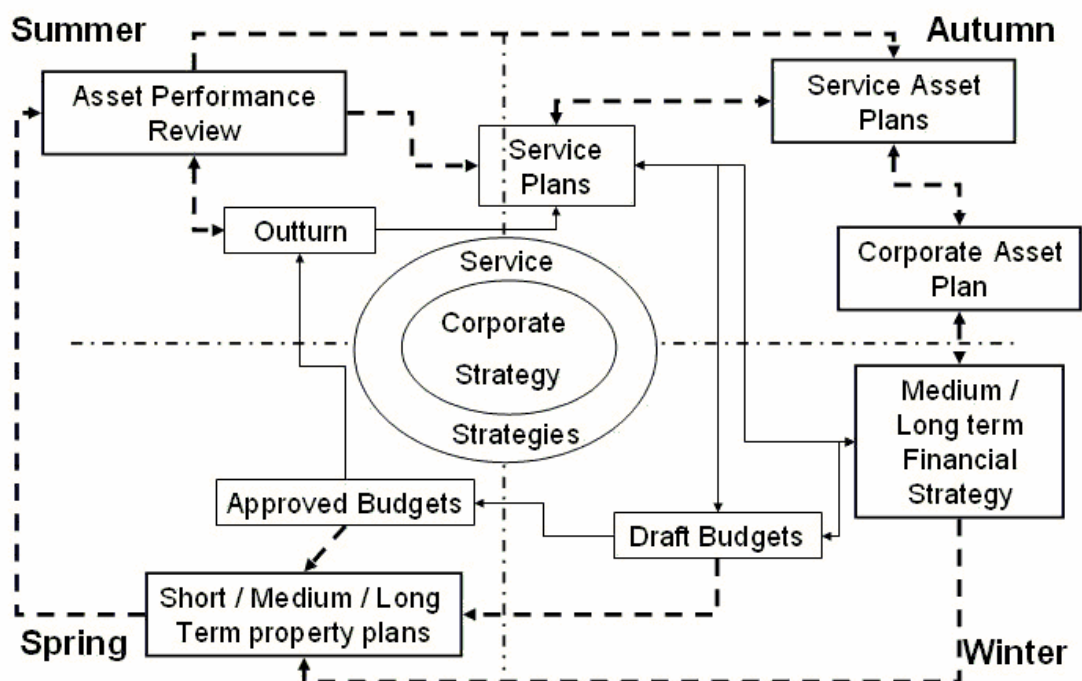 Summer
Autumn
Asset Performance
Review
Service Asset
Plans
Service
Plans
Outturn
Corporate Asset
Plan
Service
Corporate
Strategy
Strategies
Medium /
Long term
Financial
Strategy
Approved Budgets
Draft Budgets
Short / Medium / Long
Term property plans
Spring
Winter